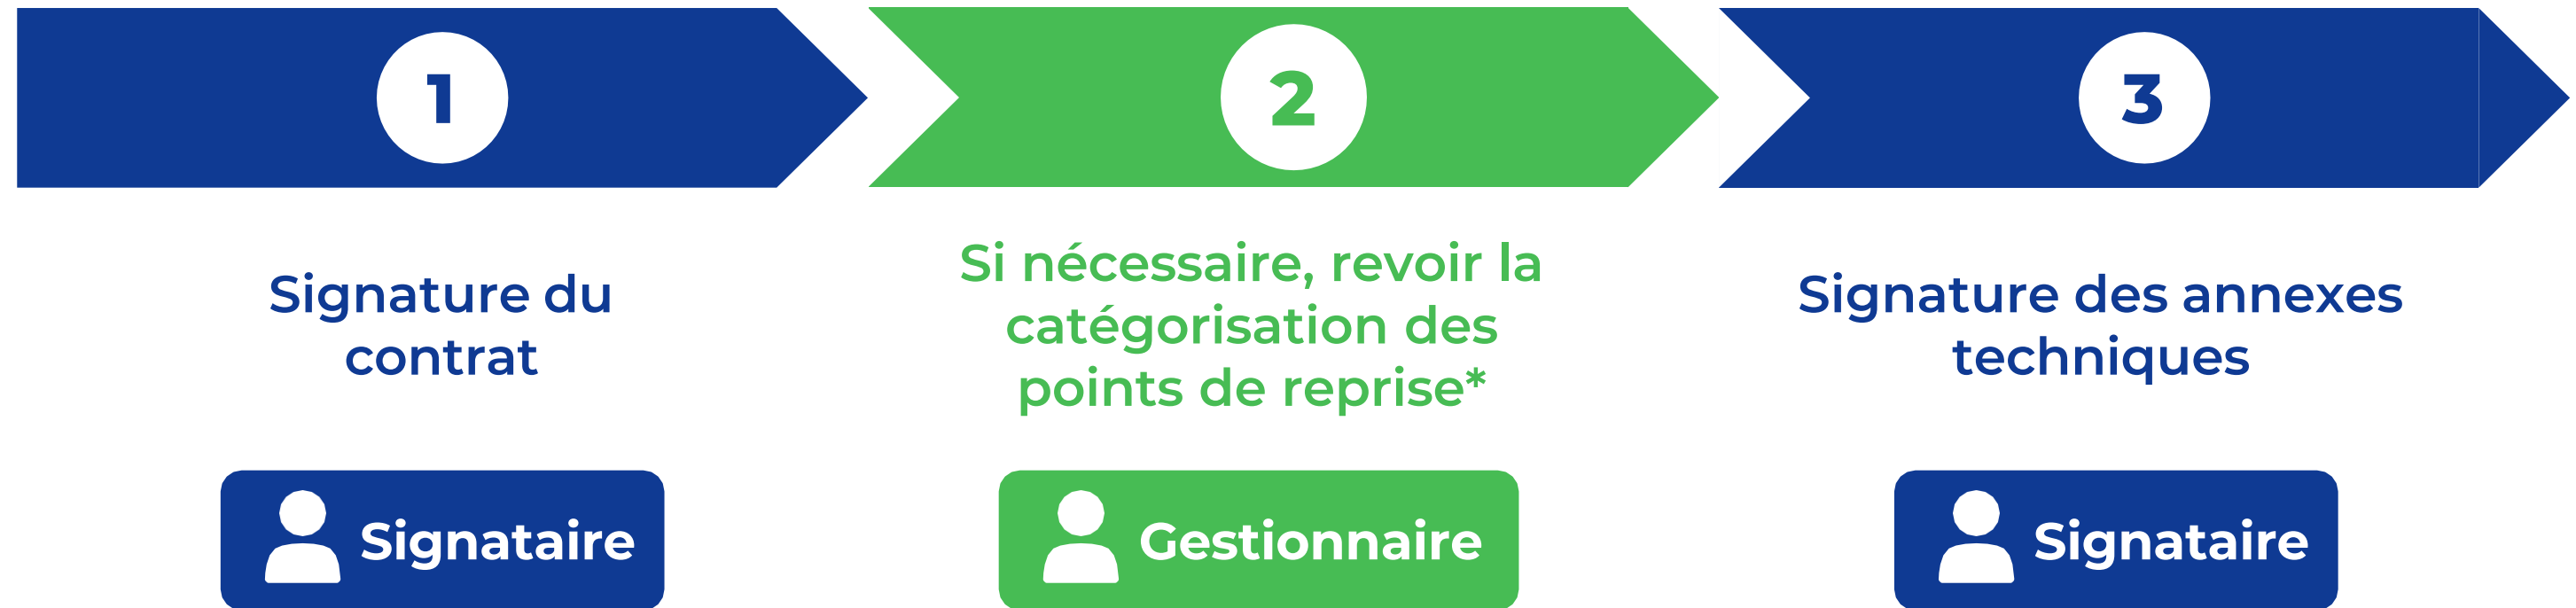 1
2
3
Signature du
contrat
Si nécessaire, revoir la
catégorisation des
points de reprise*
Signature des annexes
techniques
Signataire
Gestionnaire
Signataire